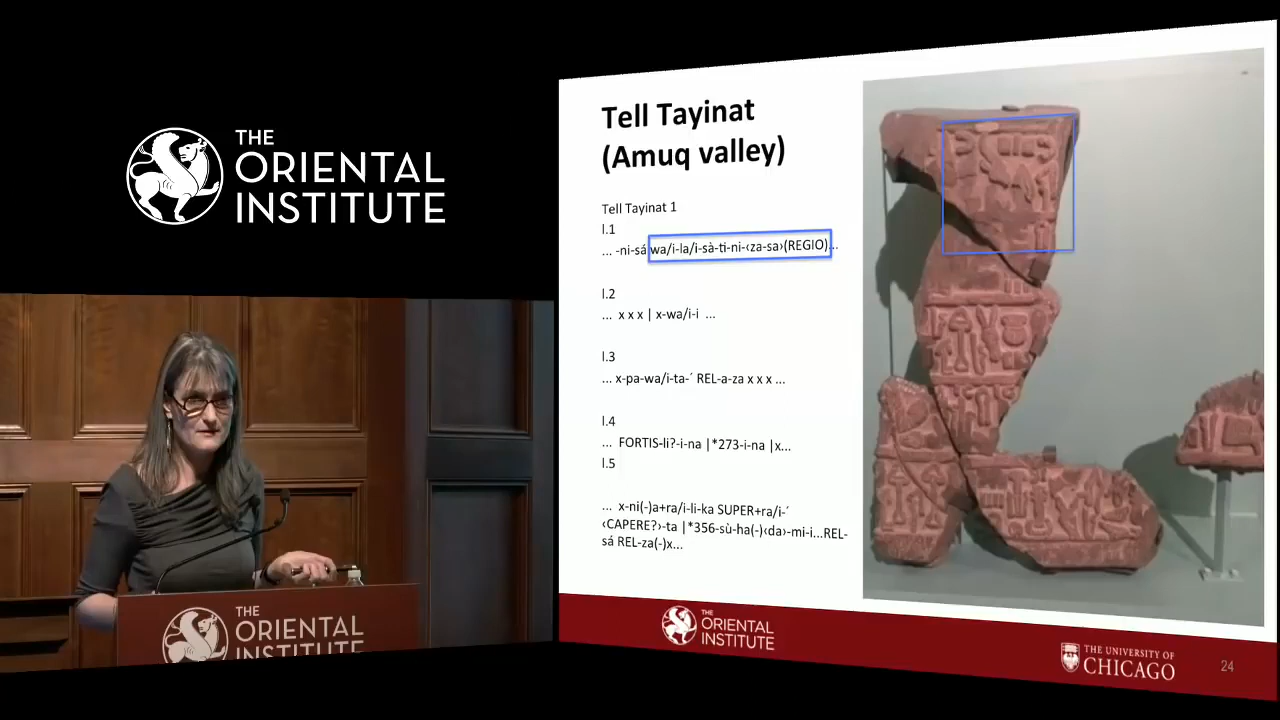 THE
ORIENTAL
INSTITUTE
Tell Tayinat
(Amuq valley)
Tell Tayinat 1
l.1
... -ni-sá wa/i-la/i-sà-ti-ni-‹za-sa›(REGIO)...
l.2
... x x x | x-wa/i-i ...
l.3
... x-pa-wa/i-ta-´ REL-a-za x x x ...
l.4
... FORTIS-li?-i-na |*273-i-na |x...
l.5
... x-ni(-)a+ra/i-li-ka SUPER+ra/i-´
‹CAPERE?›-ta |*356-sù-ha(-)‹da›-mi-i...REL-
sá REL-za(-)x...
THE
ORIENTAL
INSTITUTE
THE
ORIENTAL
INSTITUTE
THE UNIVERSITY OF
CHICAGO
24